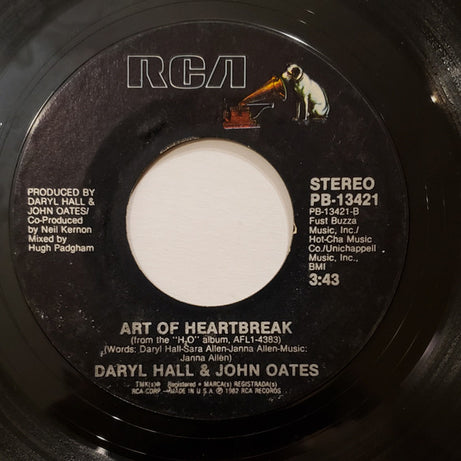 RCA
PRODUCED BY
DARYL HALL &
JOHN OATES/
Co-Produced
by Neil Kernon
Mixed by
Hugh Padgham
STEREO
PB-13421
PB-13421-B
Fust Buzza
Music, Inc./
Hot-Cha Music
Co./Unichappell
Music, Inc.,
BMI
3:43
ART OF HEARTBREAK
(from the "H₂O" album, AFL1-4383)
(Words: Daryl Hall-Sara Allen-Janna Allen-Music:
Janna Allen)
DARYL HALL & JOHN OATES
TMK(s) ® Registered • MARCA(s) REGISTRADA(s)
RCA CORP.—MADE IN U.S.A. ℗ 1982 RCA RECORDS